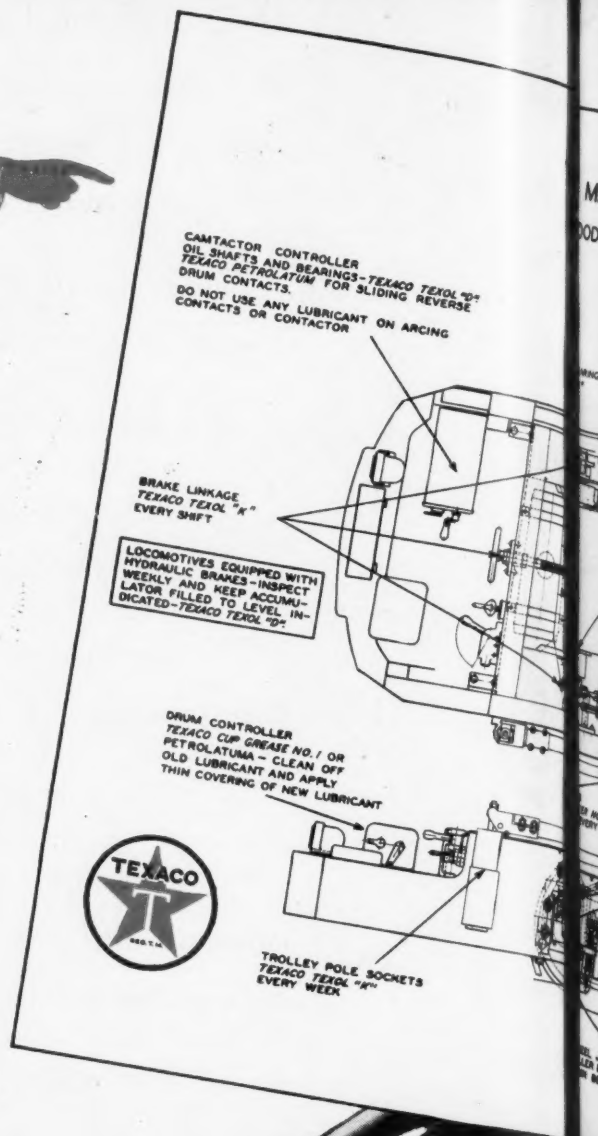 CAMTACTOR CONTROLLER
OIL SHAFTS AND BEARINGS-TEXACO TEXOL "D".
TEXACO PETROLATUM FOR SLIDING REVERSE
DRUM CONTACTS.
DO NOT USE ANY LUBRICANT ON ARCING
CONTACTS OR CONTACTOR
BRAKE LINKAGE
TEXACO TEXOL "K"
EVERY SHIFT
LOCOMOTIVES EQUIPPED WITH
HYDRAULIC BRAKES-INSPECT
WEEKLY AND KEEP ACCUMU-
LATOR FILLED TO LEVEL IN-
DICATED-TEXACO TEXOL "D".
DRUM CONTROLLER
TEXACO CUP GREASE NO. 1 OR
PETROLATUMA - CLEAN OFF
OLD LUBRICANT AND APPLY
THIN COVERING OF NEW LUBRICANT
TEXACO
T
REG. T. M.
TROLLEY POLE SOCKETS
TEXACO TEXOL "K"
EVERY WEEK